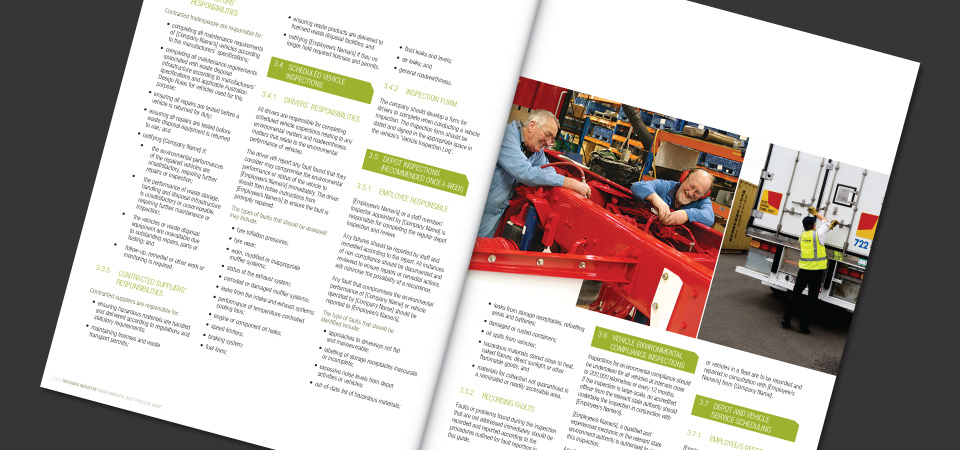 RESPONSIBILITIES
Contracted tradespeople are responsible for:
• completing all maintenance requirements
of [Company Name's] vehicles according
to the manufacturers' specifications;
• completing all maintenance requirements
associated with waste disposal
infrastructure according to manufacturers'
specifications and applicable Australian
Design Rules for vehicles used for this
purpose;
• ensuring all repairs are tested before a
vehicle is returned for duty;
• ensuring all repairs are tested before
waste disposal equipment is returned
to use; and
• notifying [Company Name] if:
• the environmental performances
of the repaired vehicles are
unsatisfactory, requiring further
repairs or inspection;
• the performance of waste storage,
handling and disposal infrastructure
is unsatisfactory or unserviceable,
requiring further maintenance or
inspection;
• the vehicles or waste disposal
equipment are unavailable due
to outstanding repairs, parts or
testing; and
• follow up, remedial or other work or
monitoring is required.
3.3.5 CONTRACTED SUPPLIERS'
RESPONSIBILITIES
Contracted suppliers are responsible for:
• ensuring hazardous materials are handled
and delivered according to regulations and
statutory requirements;
• maintaining licenses and waste
transport permits;
• ensuring waste products are delivered to
licensed waste disposal facilities; and
• notifying [Employee's Name/s] if they no
longer hold required licenses and permits.
3.4 SCHEDULED VEHICLE
INSPECTIONS
3.4.1 DRIVERS' RESPONSIBILITIES
All drivers are responsible for completing
scheduled vehicle inspections relating to any
environmental matters and roadworthiness
matters that relate to the environmental
performance of vehicles.
The driver will report any fault found that they
consider may compromise the environmental
performance or status of the vehicle to
[Employee's Name/s] immediately. The driver
should then follow instructions from
[Employee's Name/s] to ensure the fault is
promptly repaired.
The types of faults that should be assessed
may include:
• tyre inflation pressures;
• tyre wear;
• worn, modified or inappropriate
muffler systems;
• status of the exhaust system;
• corroded or damaged muffler systems;
• leaks from the intake and exhaust systems;
• performance of temperature-controlled
cooling fans;
• engine or component oil leaks;
• speed limiters;
• braking system;
• fuel lines;
• fluid leaks and levels;
• air leaks; and
• general roadworthiness.
3.4.2 INSPECTION FORM
The company should develop a form for
drivers to complete when conducting a vehicle
inspection. The inspection form should be
dated and signed in the appropriate space in
the vehicle's 'Vehicle Inspection Log'.
3.5 DEPOT INSPECTIONS
(RECOMMENDED ONCE A WEEK)
3.5.1 EMPLOYEE RESPONSIBLE
[Employee's Name/s] or a staff member/
inspector appointed by [Company Name] is
responsible for completing the regular depot
inspection and review.
Any failures should be reported by staff and
remedied according to the report. All instances
of non-compliance should be documented and
reviewed to ensure repairs or remedial actions
will minimise the possibility of a recurrence.
Any fault that compromises the environmental
performance of [Company Name] or vehicle
operated by [Company Name] should be
reported to [Employee's Name/s].
The type of faults that should be
identified include:
• approaches to driveways not flat
and manoeuvrable;
• labelling of storage receptacles inaccurate
or incomplete;
• excessive noise levels from depot
activities or vehicles;
• out-of-date list of hazardous materials;
• leaks from storage receptacles, refuelling
areas and batteries;
• damaged or rusted containers;
• oil spills from vehicles;
• hazardous materials stored close to heat,
naked flames, direct sunlight or other
flammable goods; and
• materials for collection not quarantined in
a nominated or readily accessible area.
3.5.2 RECORDING FAULTS
Faults or problems found during the inspection
that are not addressed immediately should be
recorded and reported according to the
procedures outlined for fault reporting in
this guide.
3.6 VEHICLE ENVIRONMENTAL
COMPLIANCE INSPECTIONS
Inspections for environmental compliance should
be undertaken for all vehicles at intervals close
to 200,000 kilometres or every 12 months.
If the inspection is large-scale, an accredited
officer from the relevant state authority should
undertake the inspection in conjunction with
[Employee's Name/s].
[Employee's Name/s], a qualified and
experienced mechanic or the relevant state
environment authority is authorised to
this inspection.
or vehicles in a fleet are to be recorded and
repaired in consultation with [Employee's
Name/s] from [Company Name].
3.7 DEPOT AND VEHICLE
SERVICE SCHEDULING
3.7.1 EMPLOYEE/S
722